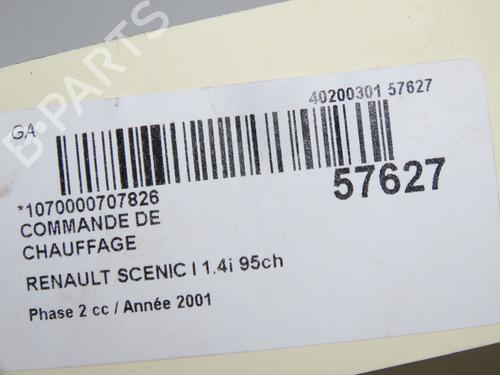 B-PARTS
GA
40200301 57627
*1070000707826
57627
COMMANDE DE
CHAUFFAGE
RENAULT SCENIC I 1.4i 95ch
Phase 2 cc / Année 2001